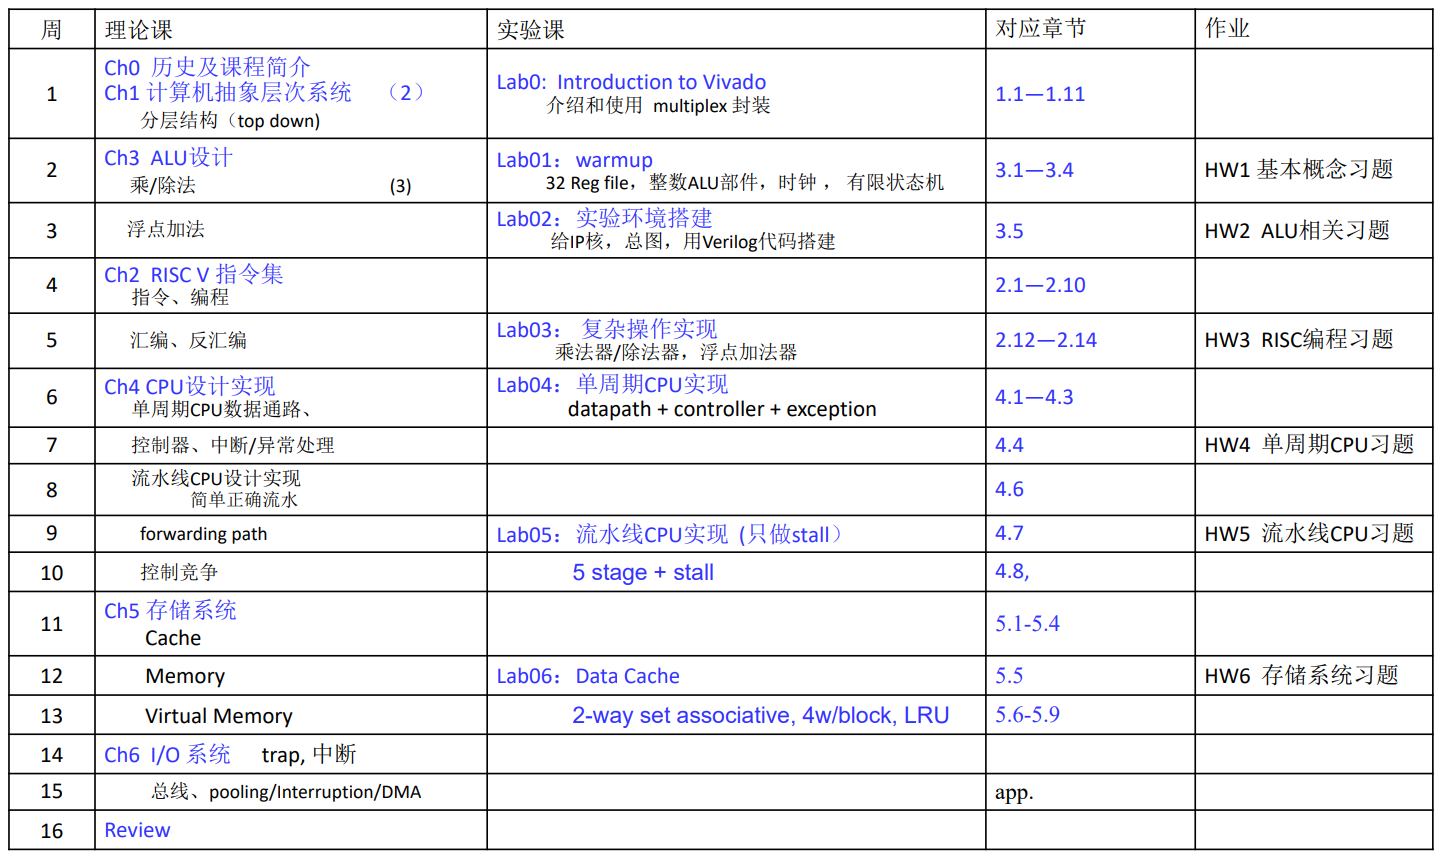 周 理论课 实验课 对应章节 作业
1 Ch0 历史及课程简介
Ch1 计算机抽象层次系统 （2）
分层结构（top down)
Lab0: Introduction to Vivado
介绍和使用 multiplex 封装
1.1—1.11
2 Ch3 ALU设计
乘/除法 (3)
Lab01：warmup
32 Reg file，整数ALU部件，时钟 ， 有限状态机
3.1—3.4
HW1 基本概念习题
3 浮点加法
Lab02：实验环境搭建
给IP核，总图，用Verilog代码搭建
3.5
HW2 ALU相关习题
4 Ch2 RISC V 指令集
指令、编程
2.1—2.10
5 汇编、反汇编
Lab03： 复杂操作实现
乘法器/除法器，浮点加法器
2.12—2.14
HW3 RISC编程习题
6 Ch4 CPU设计实现
单周期CPU数据通路、
Lab04：单周期CPU实现
datapath + controller + exception
4.1—4.3
7 控制器、中断/异常处理
4.4
HW4 单周期CPU习题
8 流水线CPU设计实现
简单正确流水
4.6
9 forwarding path
Lab05：流水线CPU实现 (只做stall）
4.7
HW5 流水线CPU习题
10 控制竞争
5 stage + stall
4.8,
11 Ch5 存储系统
Cache
5.1-5.4
12 Memory
Lab06：Data Cache
5.5
HW6 存储系统习题
13 Virtual Memory
2-way set associative, 4w/block, LRU
5.6-5.9
14 Ch6 I/O 系统 trap, 中断
15 总线、pooling/Interruption/DMA
app.
16 Review